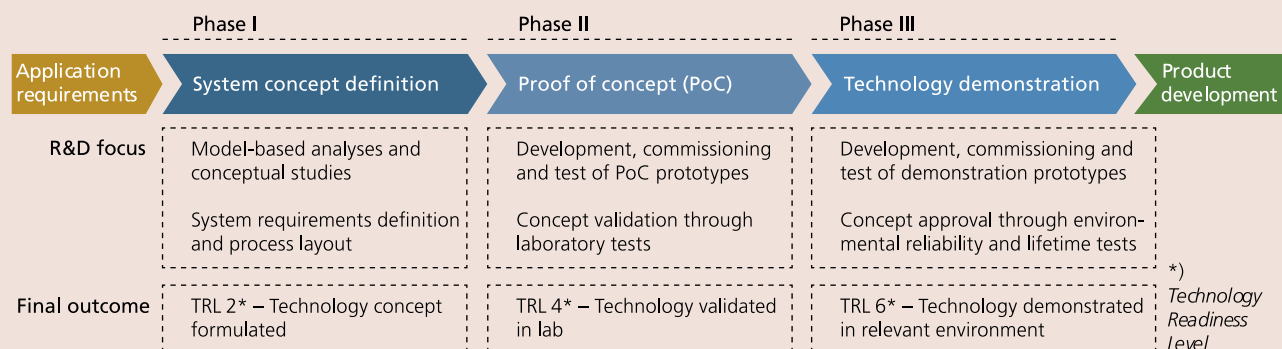 Phase I
Phase II
Phase III
Application
requirements
System concept definition
Proof of concept (PoC)
Technology demonstration
Product
development
R&D focus
Model-based analyses and
conceptual studies
System requirements definition
and process layout
Development, commissioning
and test of PoC prototypes
Concept validation through
laboratory tests
Development, commissioning and
test of demonstration prototypes
Concept approval through environ-
mental reliability and lifetime tests
Final outcome
TRL 2* – Technology concept
formulated
TRL 4* – Technology validated
in lab
TRL 6* – Technology demonstrated
in relevant environment
*)
Technology
Readiness
Level